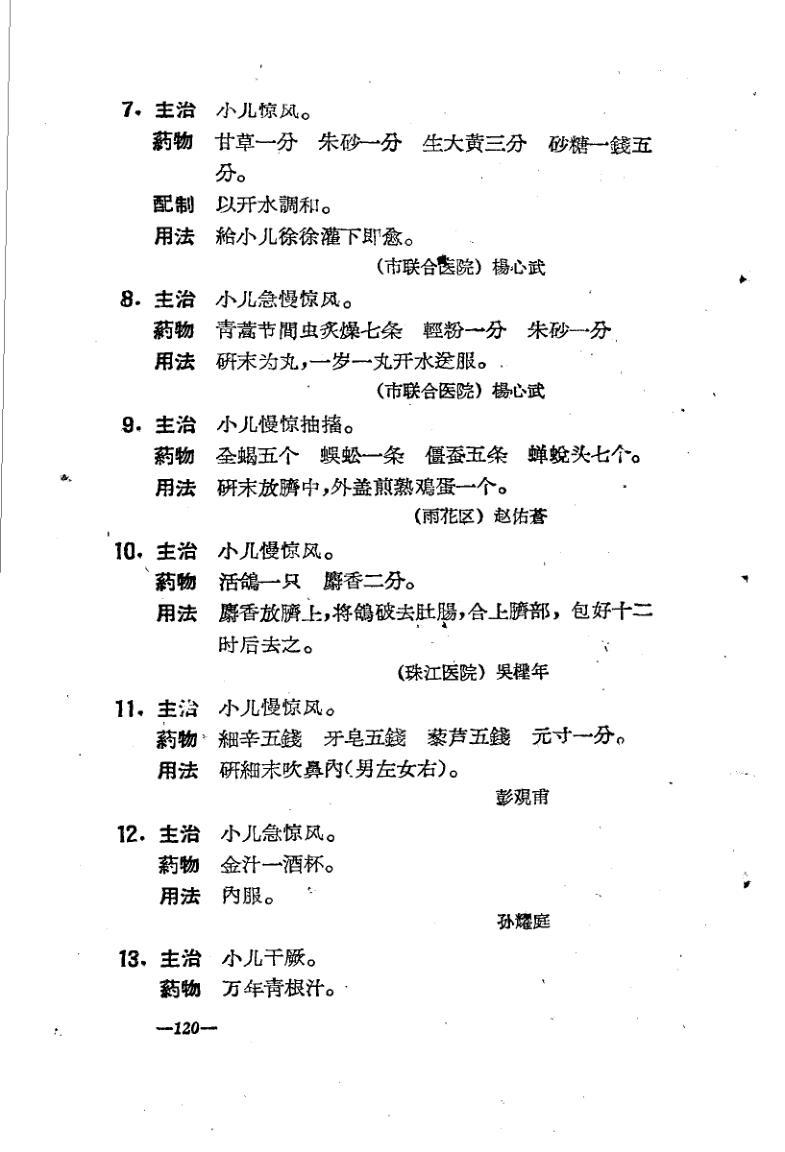 7. 主治 小儿惊风。
葯物 甘草一分 朱砂一分 生大黄三分 砂糖一錢五
分。
配制 以开水調和。
用法 給小儿徐徐灌下即愈。
(市联合医院) 楊心武
8. 主治 小儿急慢惊风。
葯物 青蒿节間虫炙燥七条 輕粉一分 朱砂一分
用法 研末为丸,一岁一丸开水送服。
(市联合医院) 楊心武
9. 主治 小儿慢惊抽搐。
葯物 全蝎五个 蜈蚣一条 僵蚕五条 蝉蛻头七个。
用法 研末放臍中,外盖煎熟鸡蛋一个。
(雨花区) 赵佑蒼
10. 主治 小儿慢惊风。
葯物 活鴿一只 麝香二分。
用法 麝香放臍上,将鴿破去肚腸,合上臍部,包好十二
时后去之。
(珠江医院) 吳樫年
11. 主治 小儿慢惊风。
葯物 細辛五錢 牙皂五錢 藜芦五錢 元寸一分。
用法 研細末吹鼻內(男左女右)。
彭观甫
12. 主治 小儿急惊风。
葯物 金汁一酒杯。
用法 內服。
孙耀庭
13. 主治 小儿干厥。
葯物 万年青根汁。
—120—